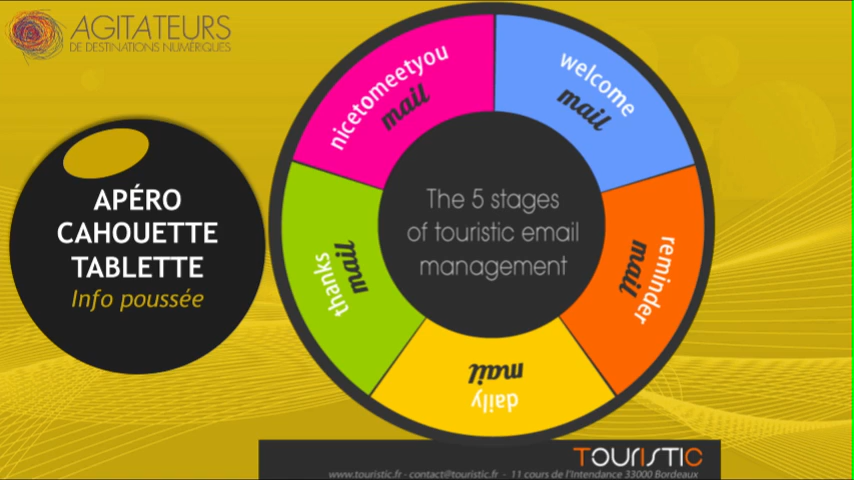 AGITATEURS
DE DESTINATIONS NUMÉRIQUES
APÉRO
CAHOUETTE
TABLETTE
Info poussée
nicetomeetyou
mail
welcome
mail
reminder
mail
daily
mail
thanks
mail
The 5 stages
of touristic email
management
TOURISTIC
www.touristic.fr - contact@touristic.fr - 11 cours de l'Intendance 33000 Bordeaux